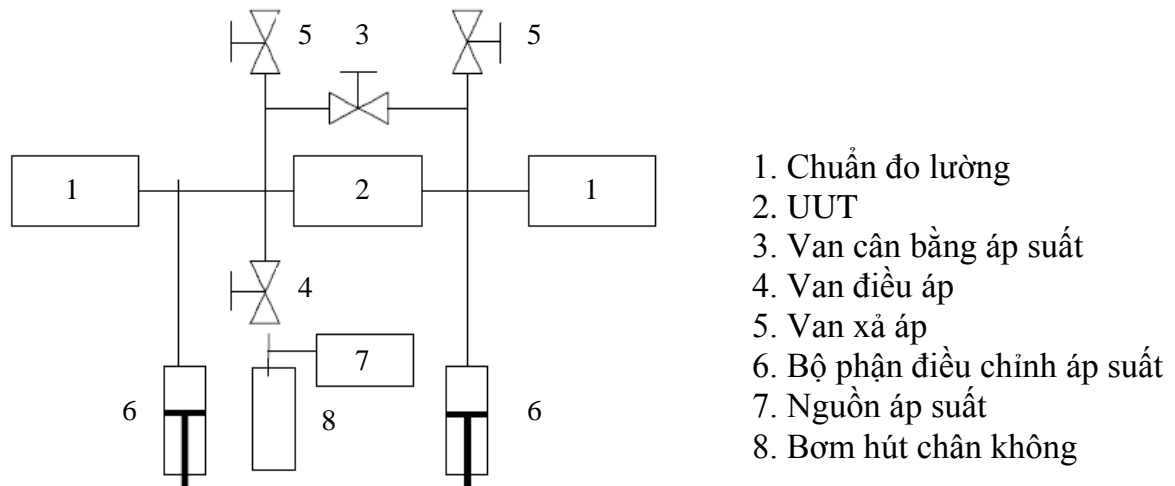 5 3 5
1 2 1
4
7
6 8 6
1. Chuẩn đo lường
2. UUT
3. Van cân bằng áp suất
4. Van điều áp
5. Van xả áp
6. Bộ phận điều chỉnh áp suất
7. Nguồn áp suất
8. Bơm hút chân không